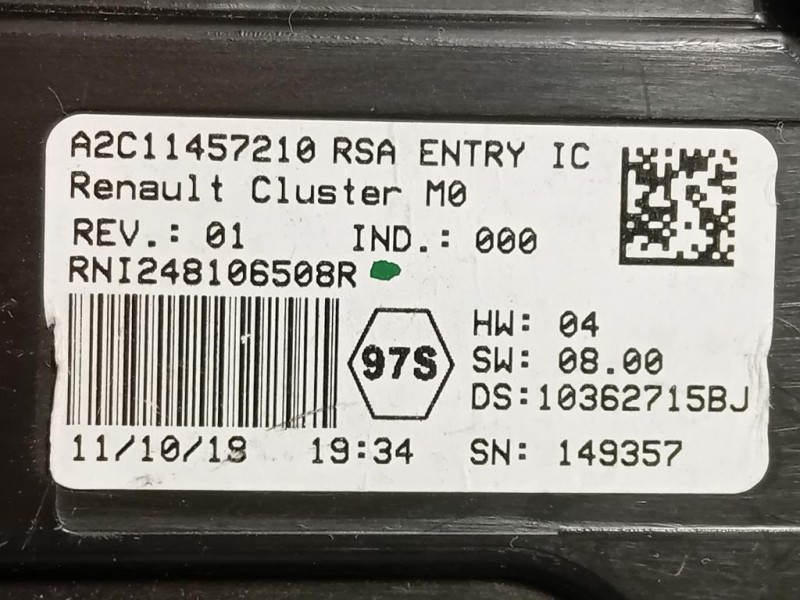 A2C11457210 RSA ENTRY IC
Renault Cluster M0
REV.: 01 IND.: 000
RNI248106508R
97S
HW: 04
SW: 08.00
DS:10362715BJ
11/10/18 19:34 SN: 149357